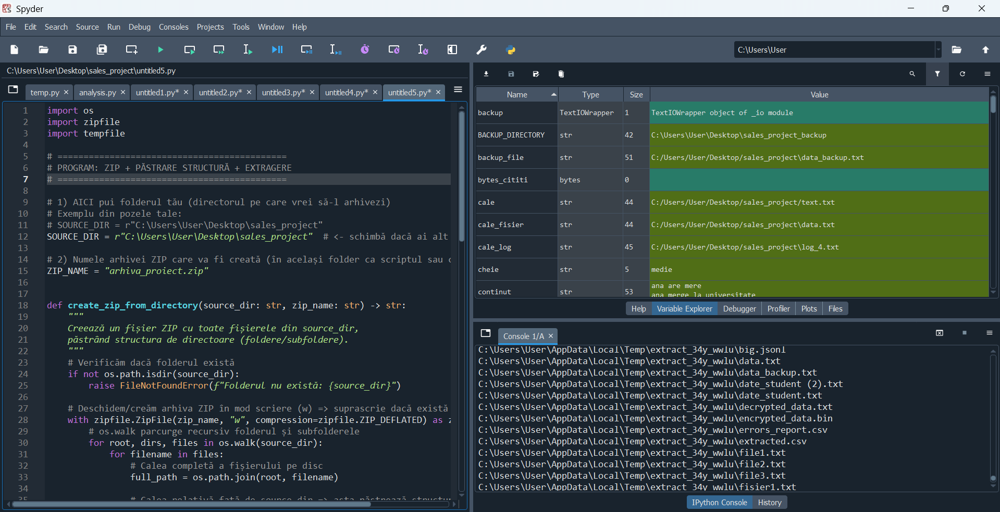 Spyder
File Edit Search Source Run Debug Consoles Projects Tools Window Help
C:\Users\User
C:\Users\User\Desktop\sales_project\untitled5.py
temp.py analysis.py untitled1.py* untitled2.py* untitled3.py* untitled4.py* untitled5.py*
1 import os
2 import zipfile
3 import tempfile
4
5 # ============================================
6 # PROGRAM: ZIP + PĂSTRARE STRUCTURĂ + EXTRAGERE
7 # ============================================
8
9 # 1) AICI pui folderul tău (directorul pe care vrei să-l arhivezi)
10 # Exemplu din pozele tale:
11 # SOURCE_DIR = r"C:\Users\User\Desktop\sales_project"
12 SOURCE_DIR = r"C:\Users\User\Desktop\sales_project" # <- schimbă dacă ai alt
13
14 # 2) Numele arhivei ZIP care va fi creată (în același folder ca scriptul sau
15 ZIP_NAME = "arhiva_proiect.zip"
16
17
18 def create_zip_from_directory(source_dir: str, zip_name: str) -> str:
19 """
20 Creează un fișier ZIP cu toate fișierele din source_dir,
21 păstrând structura de directoare (foldere/subfoldere).
22 """
23 # Verificăm dacă folderul există
24 if not os.path.isdir(source_dir):
25 raise FileNotFoundError(f"Folderul nu există: {source_dir}")
26
27 # Deschidem/creăm arhiva ZIP în mod scriere (w) => suprascrie dacă există
28 with zipfile.ZipFile(zip_name, "w", compression=zipfile.ZIP_DEFLATED) as
29 # os.walk parcurge recursiv folderul și subfolderele
30 for root, dirs, files in os.walk(source_dir):
31 for filename in files:
32 # Calea completă a fișierului pe disc
33 full_path = os.path.join(root, filename)
34
35 # Calea relativă față de source_dir => asta păstrează
Name Type Size Value
backup TextIOWrapper 1 TextIOWrapper object of _io module
BACKUP_DIRECTORY str 42 C:\Users\User\Desktop\sales_project_backup
backup_file str 51 C:/Users/User/Desktop/sales_project\data_backup.txt
bytes_cititi bytes 0
cale str 44 C:/Users/User/Desktop/sales_project/text.txt
cale_fisier str 44 C:/Users/User/Desktop/sales_project\data.txt
cale_log str 45 C:/Users/User/Desktop/sales_project\log_4.txt
cheie str 5 medie
continut str 53 ana are mere
ana merge la universitate
Help Variable Explorer Debugger Profiler Plots Files
Console 1/A
C:\Users\User\AppData\Local\Temp\extract_34y_wwlu\big.jsonl
C:\Users\User\AppData\Local\Temp\extract_34y_wwlu\data.txt
C:\Users\User\AppData\Local\Temp\extract_34y_wwlu\data_backup.txt
C:\Users\User\AppData\Local\Temp\extract_34y_wwlu\date_student (2).txt
C:\Users\User\AppData\Local\Temp\extract_34y_wwlu\date_student.txt
C:\Users\User\AppData\Local\Temp\extract_34y_wwlu\decrypted_data.txt
C:\Users\User\AppData\Local\Temp\extract_34y_wwlu\encrypted_data.bin
C:\Users\User\AppData\Local\Temp\extract_34y_wwlu\errors_report.csv
C:\Users\User\AppData\Local\Temp\extract_34y_wwlu\extracted.csv
C:\Users\User\AppData\Local\Temp\extract_34y_wwlu\file1.txt
C:\Users\User\AppData\Local\Temp\extract_34y_wwlu\file2.txt
C:\Users\User\AppData\Local\Temp\extract_34y_wwlu\file3.txt
C:\Users\User\AppData\Local\Temp\extract_34y_wwlu\fisier1.txt
IPython Console History